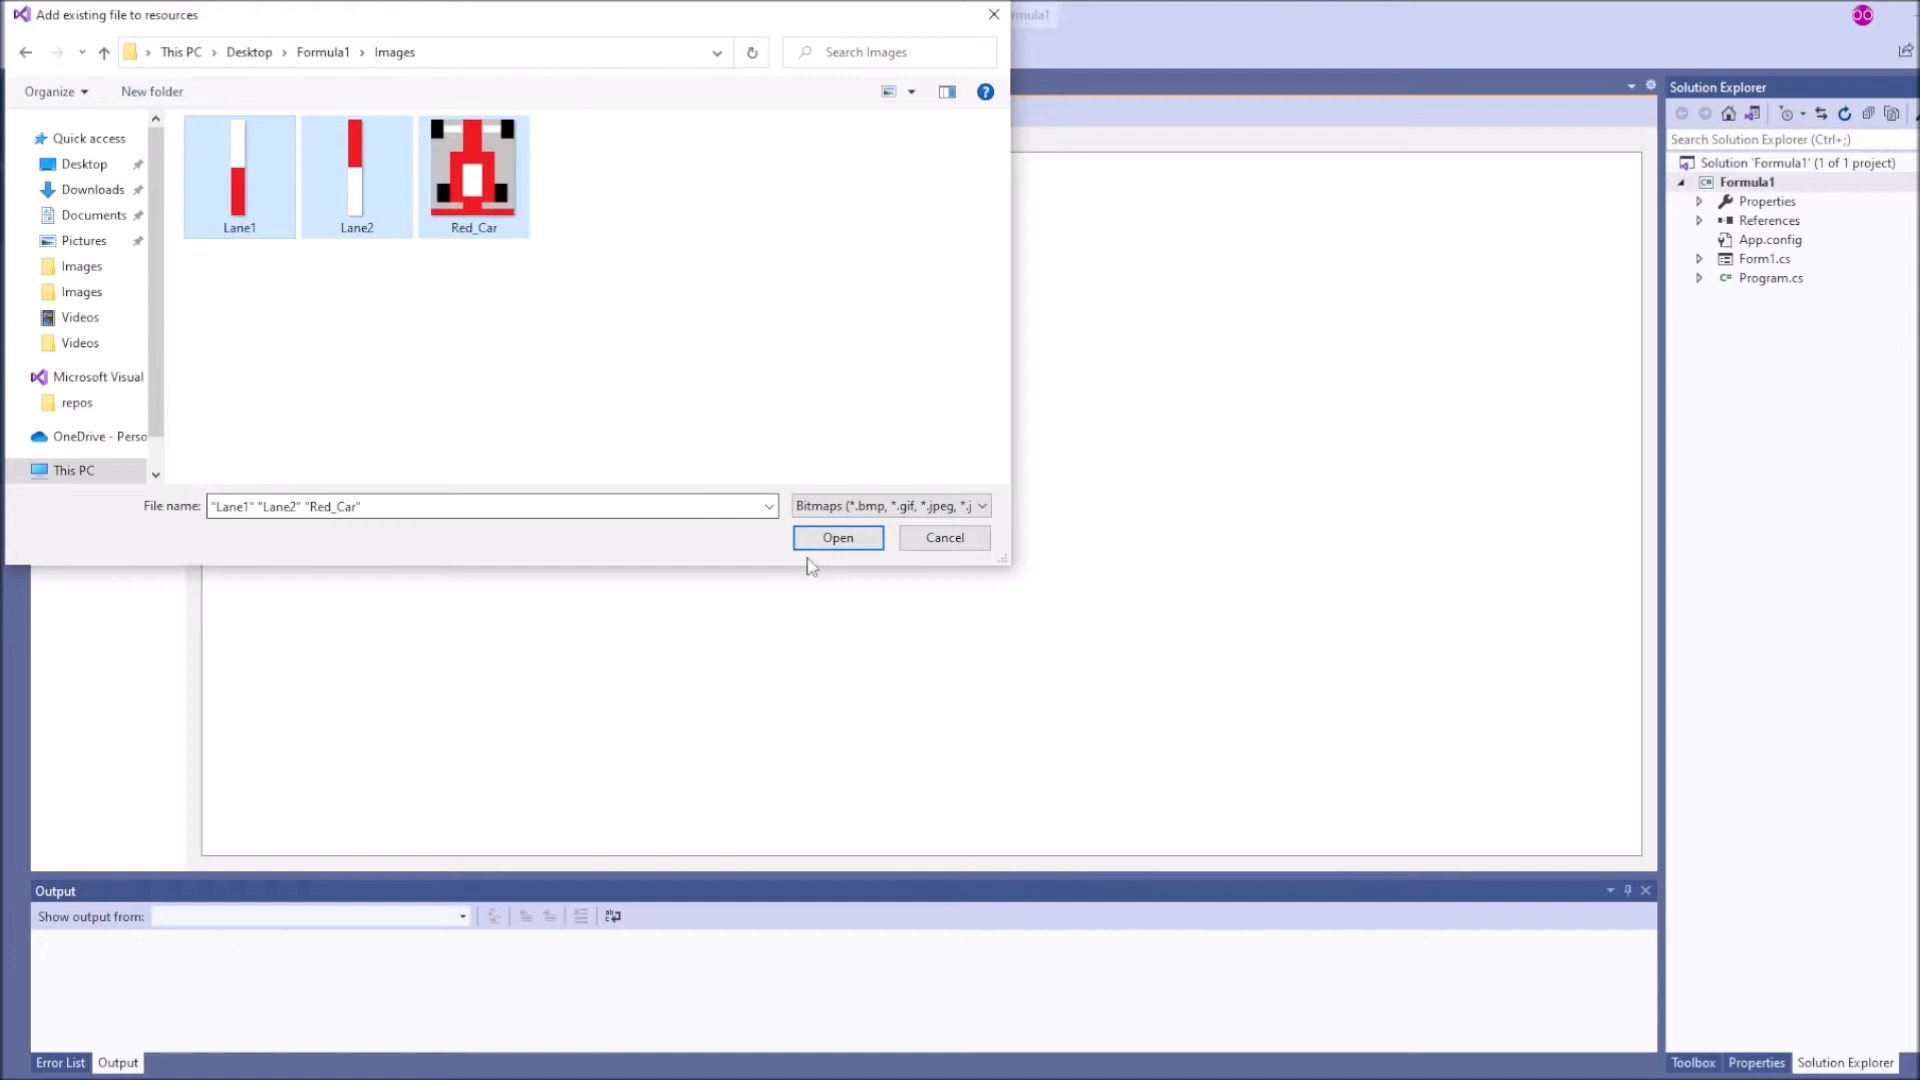 Add existing file to resources
This PC > Desktop > Formula1 > Images
Search Images
Organize
New folder
Quick access
Desktop
Downloads
Documents
Pictures
Images
Images
Videos
Videos
Microsoft Visual
repos
OneDrive - Perso
This PC
Lane1
Lane2
Red_Car
File name: "Lane1" "Lane2" "Red_Car"
Bitmaps (*.bmp, *.gif, *.jpeg, *.j
Open
Cancel
Solution Explorer
Search Solution Explorer (Ctrl+;)
Solution 'Formula1' (1 of 1 project)
C# Formula1
Properties
References
App.config
Form1.cs
C# Program.cs
Output
Show output from:
Error List
Output
Toolbox
Properties
Solution Explorer